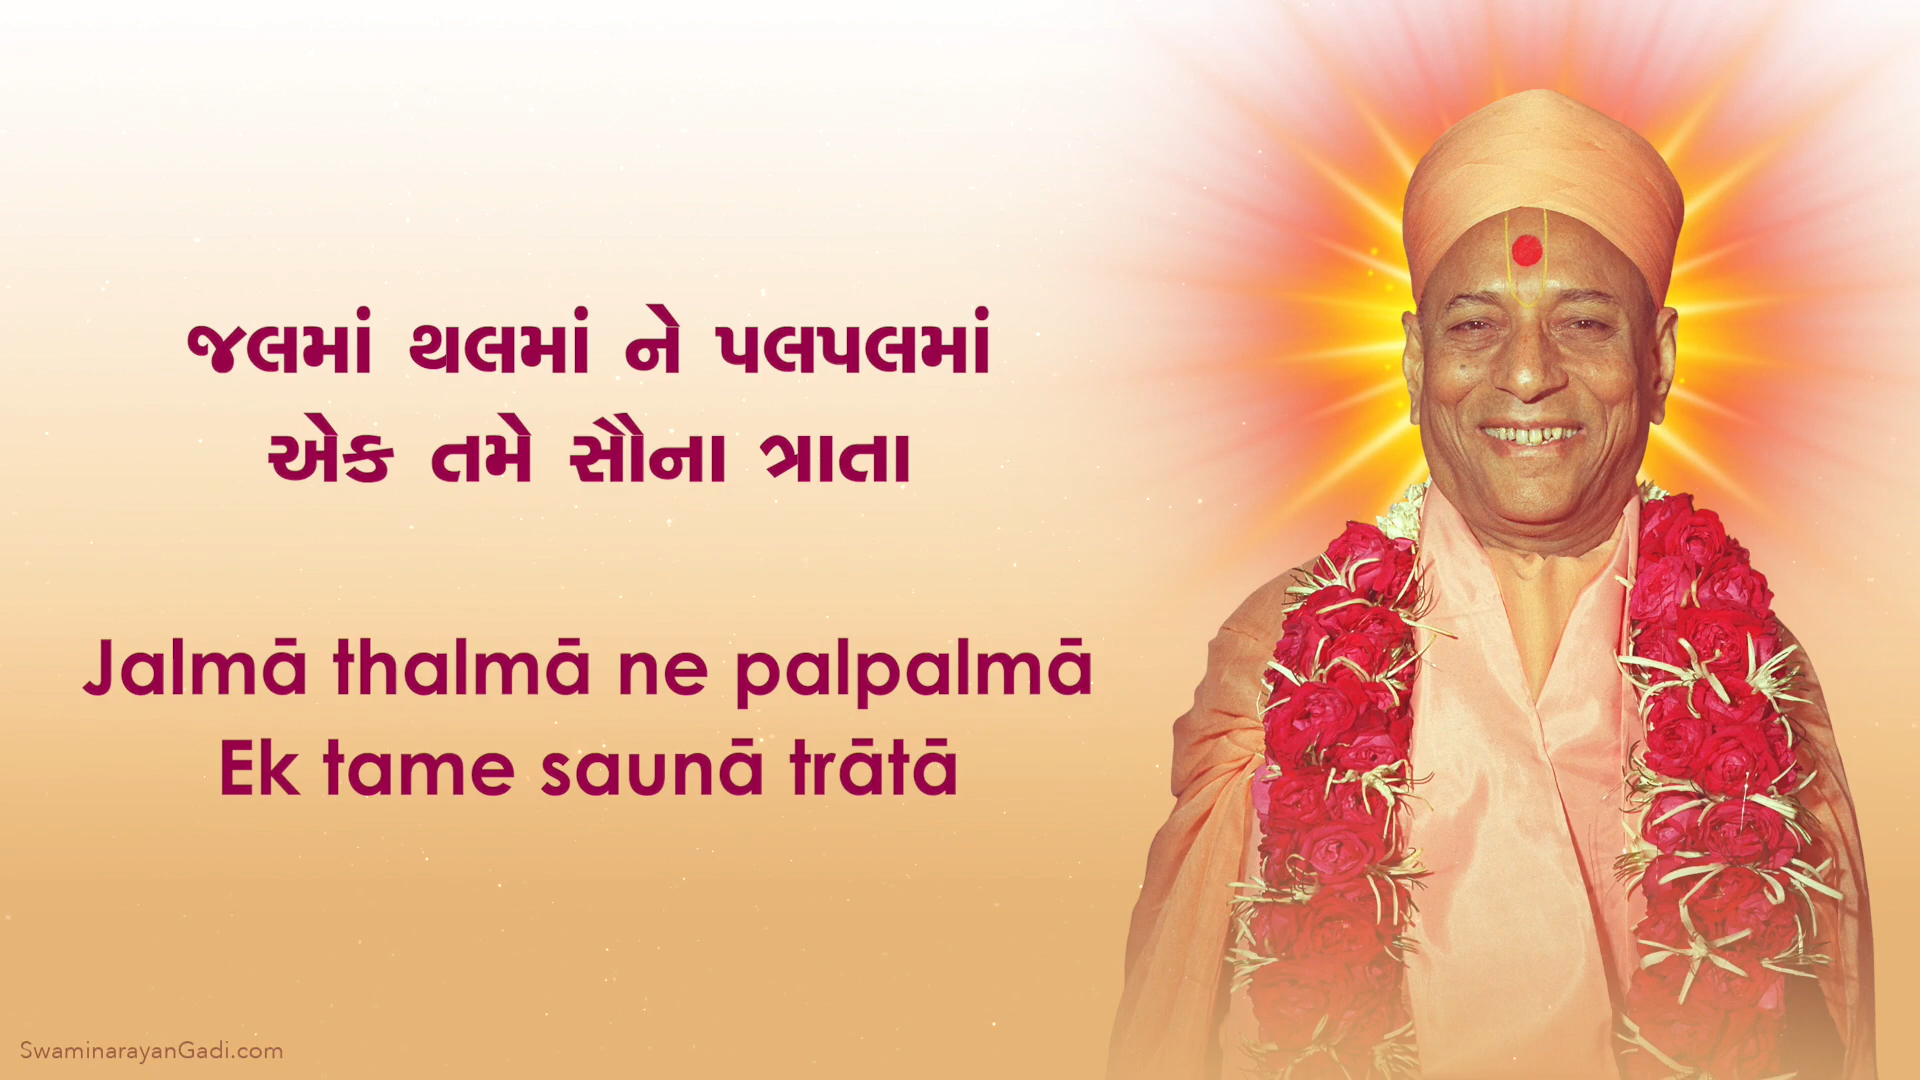 જલમાં થલમાં ને પલપલમાં
એક તમે સૌના ત્રાતા
Jalmā thalmā ne palpalmā
Ek tame saunā trātā
SwaminarayanGadi.com